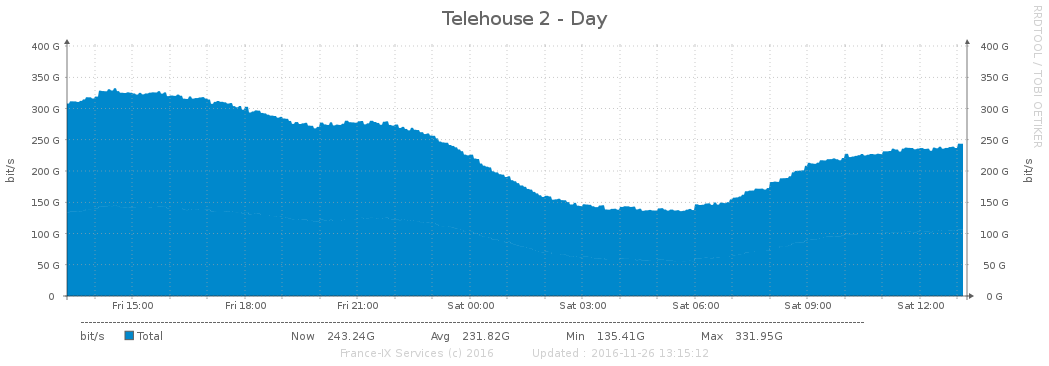 Telehouse 2 - Day
RRDTOOL / TOBI OETIKER
400 G 400 G
350 G 350 G
300 G 300 G
250 G 250 G
200 G 200 G
150 G 150 G
100 G 100 G
50 G 50 G
0 0 G
bit/s
bit/s
Fri 15:00 Fri 18:00 Fri 21:00 Sat 00:00 Sat 03:00 Sat 06:00 Sat 09:00 Sat 12:00
bit/s Total Now 243.24G Avg 231.82G Min 135.41G Max 331.95G
France-IX Services (c) 2016 Updated : 2016-11-26 13:15:12